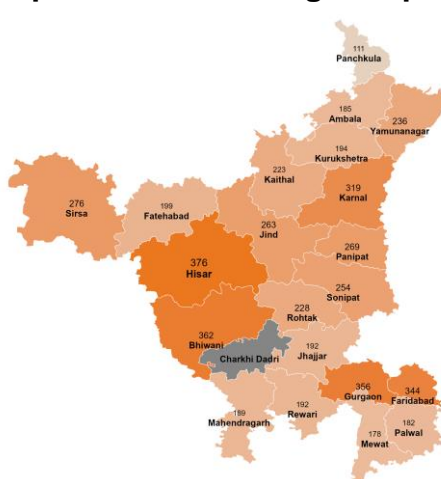 111
Panchkula
185
Ambala
236
Yamunanagar
194
Kurukshetra
223
Kaithal
319
Karnal
276
Sirsa
199
Fatehabad
263
Jind
269
Panipat
376
Hisar
254
Sonipat
228
Rohtak
362
Bhiwani
Charkhi Dadri
192
Jhajjar
356
Gurgaon
344
Faridabad
Mahendragarh
192
Rewari
178
Mewat
182
Palwal